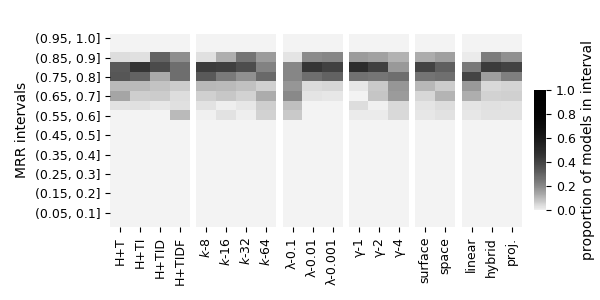 MRR intervals
(0.95, 1.0]
(0.85, 0.9]
(0.75, 0.8]
(0.65, 0.7]
(0.55, 0.6]
(0.45, 0.5]
(0.35, 0.4]
(0.25, 0.3]
(0.15, 0.2]
(0.05, 0.1]
H+T
H+TI
H+TID
H+TIDF
k-8
k-16
k-32
k-64
λ-0.1
λ-0.01
λ-0.001
γ-1
γ-2
γ-4
surface
space
linear
hybrid
proj.
1.0
0.8
0.6
0.4
0.2
0.0
proportion of models in interval